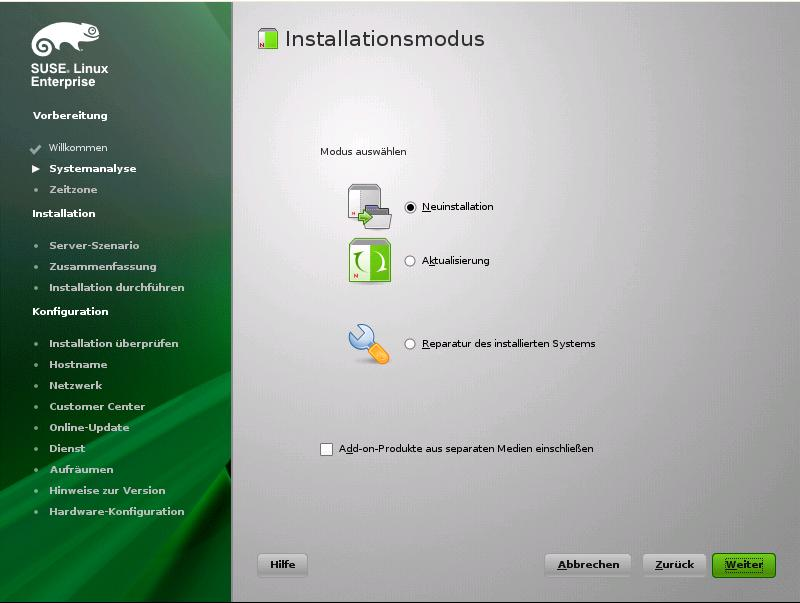 SUSE. Linux
Enterprise
Vorbereitung
Willkommen
Systemanalyse
Zeitzone
Installation
Server-Szenario
Zusammenfassung
Installation durchführen
Konfiguration
Installation überprüfen
Hostname
Netzwerk
Customer Center
Online-Update
Dienst
Aufräumen
Hinweise zur Version
Hardware-Konfiguration
Installationsmodus
Modus auswählen
Neuinstallation
Aktualisierung
Reparatur des installierten Systems
Add-on-Produkte aus separaten Medien einschließen
Hilfe
Abbrechen
Zurück
Weiter